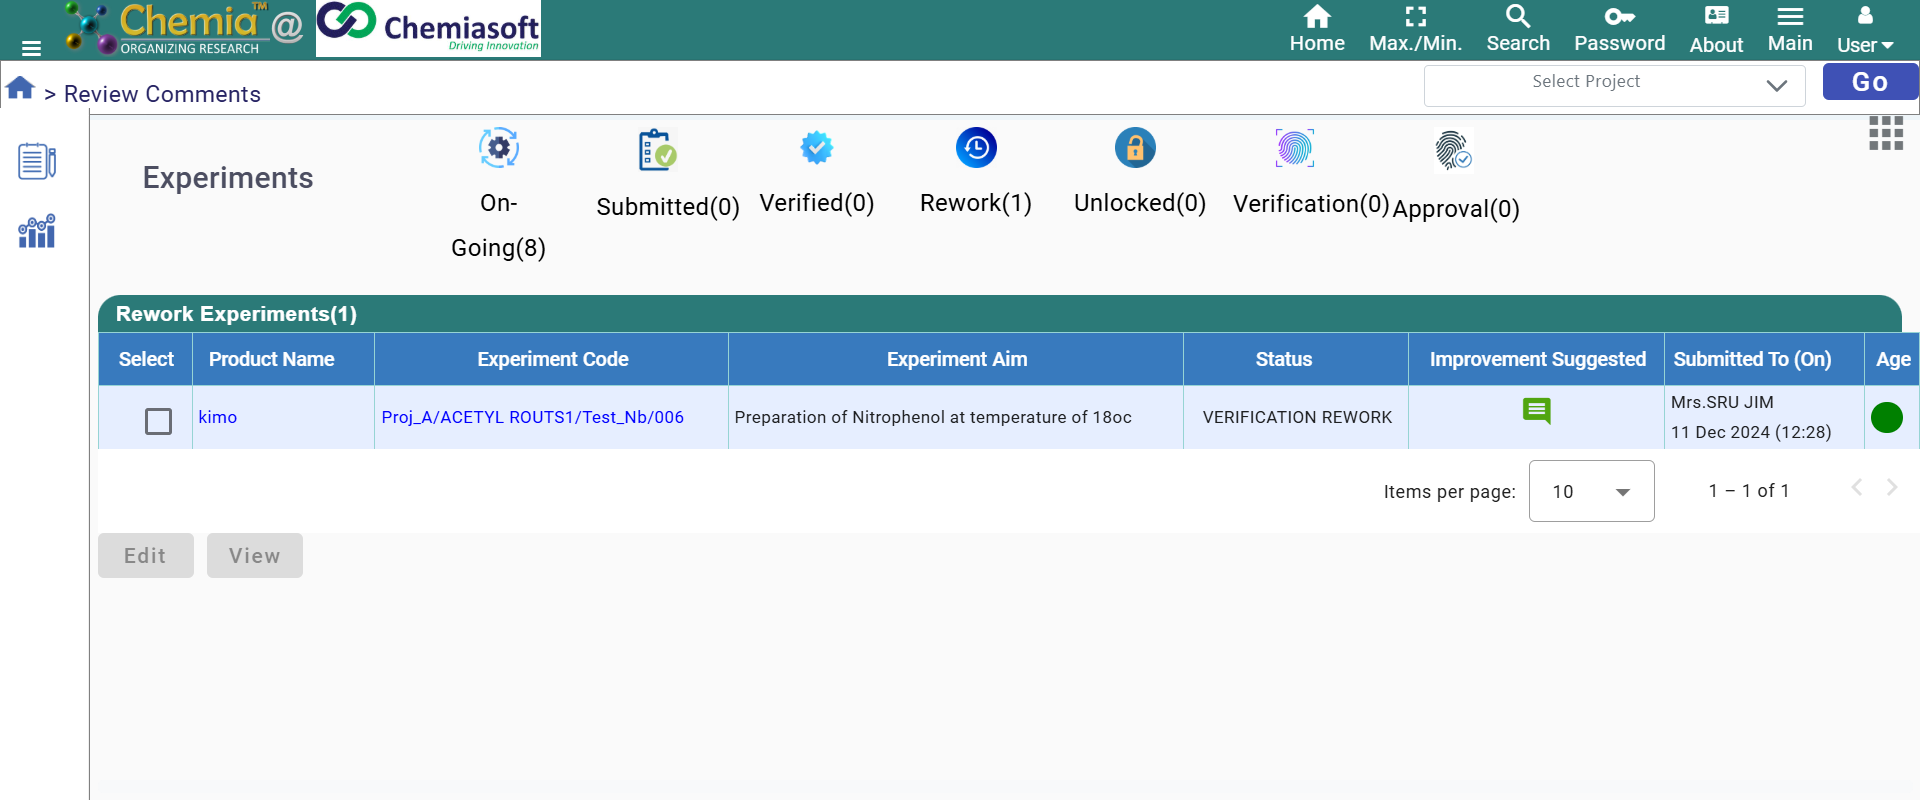 Chemia™@
ORGANIZING RESEARCH
Chemiasoft
Driving Innovation
Home
Max./Min.
Search
Password
About
Main
User
> Review Comments
Select Project
Go
Experiments
On-
Going(8)
Submitted(0)
Verified(0)
Rework(1)
Unlocked(0)
Verification(0)
Approval(0)
Rework Experiments(1)
Select Product Name Experiment Code Experiment Aim Status Improvement Suggested Submitted To (On) Age
kimo Proj_A/ACETYL ROUTS1/Test_Nb/006 Preparation of Nitrophenol at temperature of 18oc VERIFICATION REWORK Mrs.SRU JIM
11 Dec 2024 (12:28)
Items per page: 10 1 – 1 of 1
Edit View